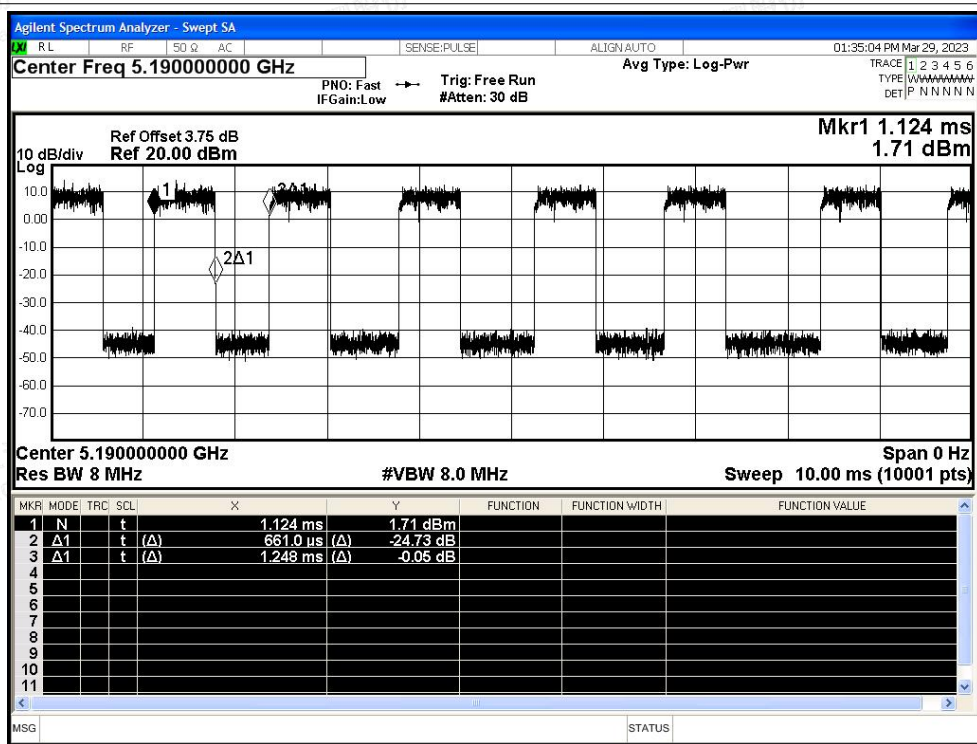 Agilent Spectrum Analyzer - Swept SA
LXI RL RF 50 Ω AC SENSE:PULSE ALIGN AUTO 01:35:04 PM Mar 29, 2023
Center Freq 5.190000000 GHz Avg Type: Log-Pwr TRACE 1 2 3 4 5 6
PNO: Fast Trig: Free Run TYPE WWWWWW
IFGain:Low #Atten: 30 dB DET P N N N N N
Mkr1 1.124 ms
Ref Offset 3.75 dB
10 dB/div Ref 20.00 dBm 1.71 dBm
Log
10.0
1
3Δ1
0.00
-10.0
2Δ1
-20.0
-30.0
-40.0
-50.0
-60.0
-70.0
Center 5.190000000 GHz Span 0 Hz
Res BW 8 MHz #VBW 8.0 MHz Sweep 10.00 ms (10001 pts)
MKR MODE TRC SCL X Y FUNCTION FUNCTION WIDTH FUNCTION VALUE
1 N t 1.124 ms 1.71 dBm
2 Δ1 t (Δ) 661.0 µs (Δ) -24.73 dB
3 Δ1 t (Δ) 1.248 ms (Δ) -0.05 dB
4
5
6
7
8
9
10
11
MSG STATUS